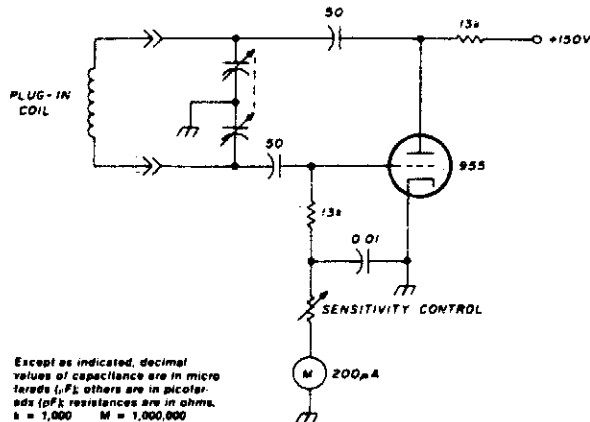 50
13k
+150V
PLUG-IN
COIL
50
955
13k
0.01
SENSITIVITY CONTROL
M
200μA
Except as indicated, decimal
values of capacitance are in micro
farads (μF); others are in picofar-
ads (pF); resistances are in ohms.
k = 1,000 M = 1,000,000